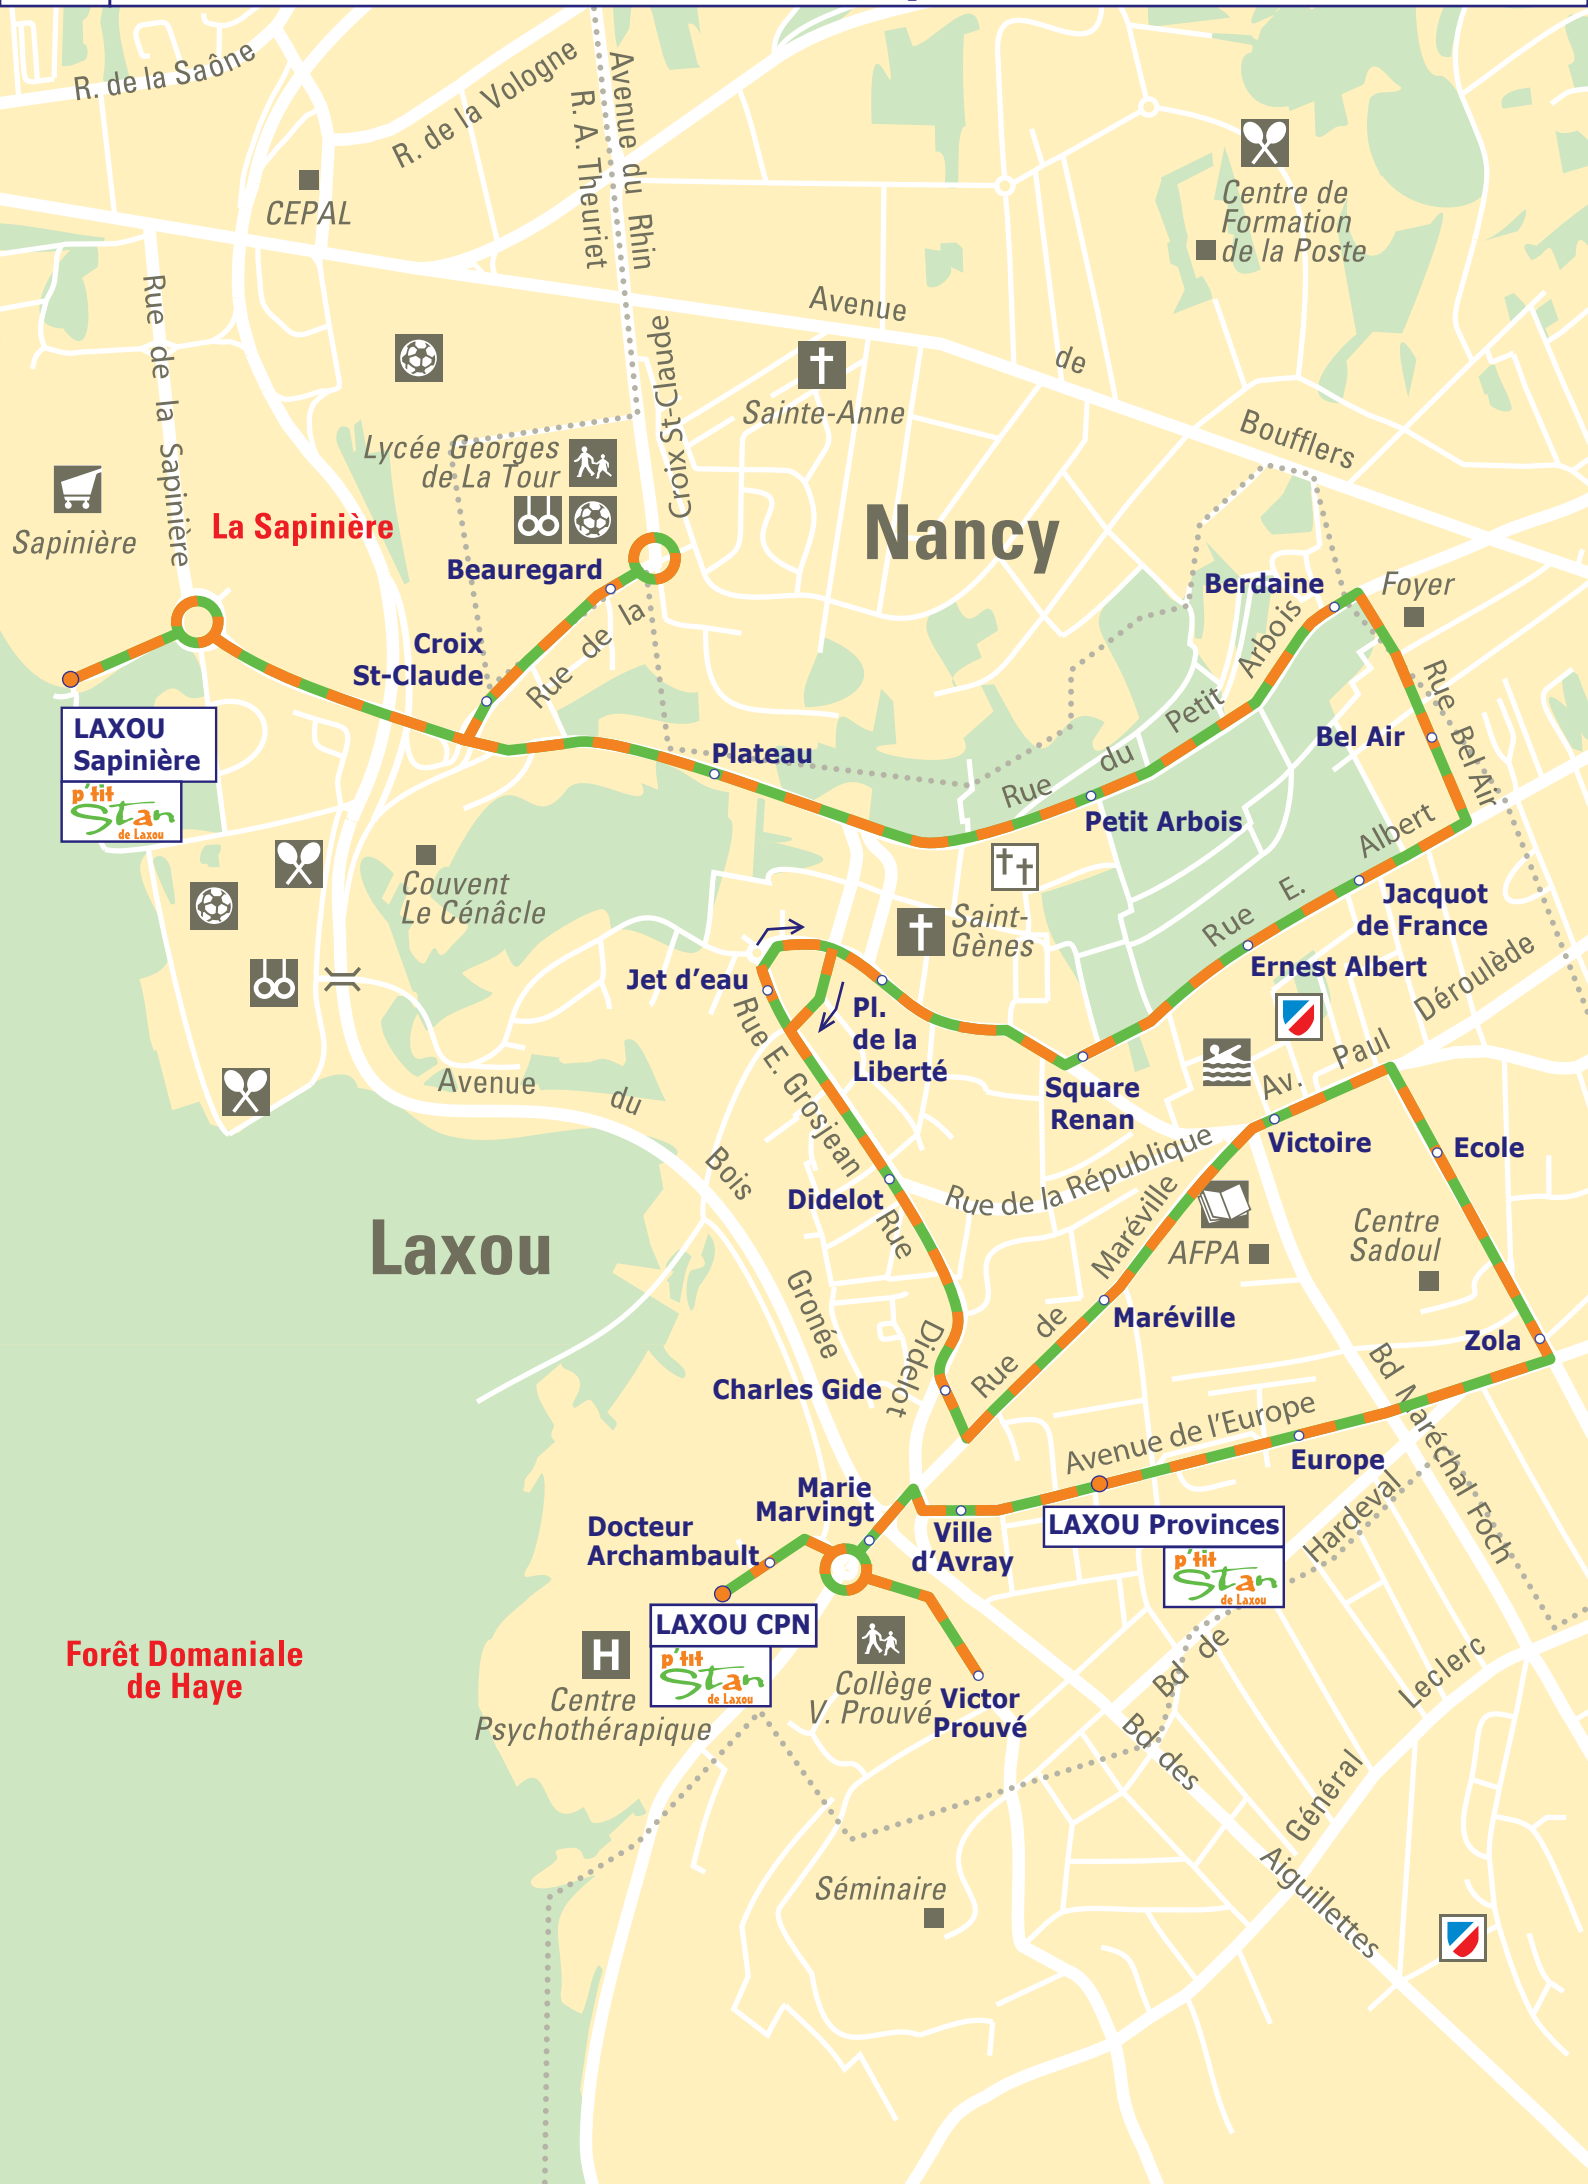 R. de la Saône
R. de la Vologne
Avenue du Rhin
R. A. Theuriet
CEPAL
Centre de
Formation
de la Poste
Rue de la Sapinière
Avenue de Boufflers
Croix St-Claude
Sainte-Anne
Lycée Georges
de La Tour
Sapinière
La Sapinière
Nancy
Beauregard
Berdaine
Foyer
Rue de la
Croix
St-Claude
Rue du Petit Arbois
Rue Bel Air
Bel Air
LAXOU
Sapinière
p'tit
Stan
de Laxou
Plateau
Petit Arbois
Couvent
Le Cénâcle
Rue E. Albert
Jacquot
de France
Saint-
Gènes
Ernest Albert
Jet d'eau
Pl.
de la
Liberté
Rue E. Grosjean
Av. Paul Déroulède
Square
Renan
Avenue du Bois Gronée
Victoire
Ecole
Rue de la République
Didelot
Rue Didelot
Laxou
Rue de Maréville
AFPA
Centre
Sadoul
Maréville
Zola
Charles Gide
Bd Maréchal Foch
Avenue de l'Europe
Europe
Marie
Marvingt
Docteur
Archambault
Ville
d'Avray
LAXOU Provinces
p'tit
Stan
de Laxou
Bd de Hardeval
LAXOU CPN
p'tit
Stan
de Laxou
Forêt Domaniale
de Haye
H
Centre
Psychothérapique
Collège
V. Prouvé
Victor
Prouvé
Bd des Aiguillettes
Général Leclerc
Séminaire